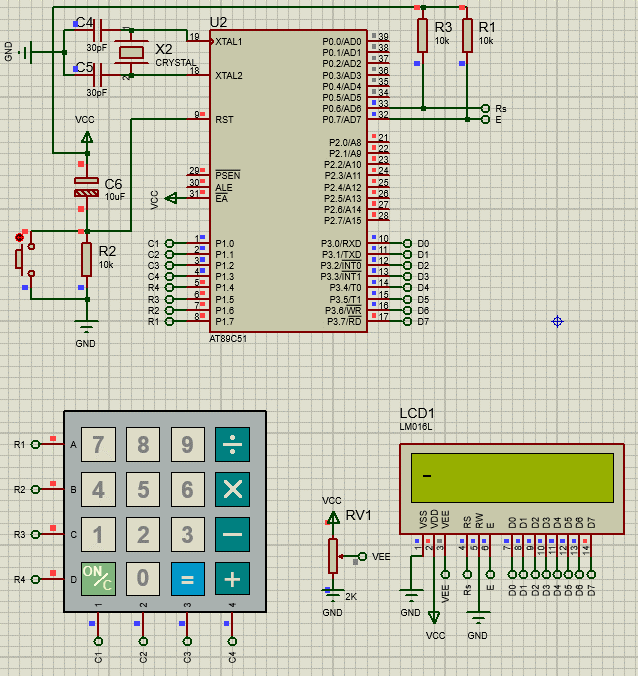 C4
30pF
C5
30pF
X2
CRYSTAL
GND
U2
19 XTAL1
18 XTAL2
9 RST
29 PSEN
30 ALE
31 EA
C1 1 P1.0
C2 2 P1.1
C3 3 P1.2
C4 4 P1.3
R4 5 P1.4
R3 6 P1.5
R2 7 P1.6
R1 8 P1.7
P0.0/AD0 39
P0.1/AD1 38
P0.2/AD2 37
P0.3/AD3 36
P0.4/AD4 35
P0.5/AD5 34
P0.6/AD6 33
P0.7/AD7 32
P2.0/A8 21
P2.1/A9 22
P2.2/A10 23
P2.3/A11 24
P2.4/A12 25
P2.5/A13 26
P2.6/A14 27
P2.7/A15 28
P3.0/RXD 10 D0
P3.1/TXD 11 D1
P3.2/INT0 12 D2
P3.3/INT1 13 D3
P3.4/T0 14 D4
P3.5/T1 15 D5
P3.6/WR 16 D6
P3.7/RD 17 D7
AT89C51
R3
10k
R1
10k
Rs
E
VCC
C6
10uF
VCC
R2
10k
GND
R1 A 7 8 9 ÷
R2 B 4 5 6 ×
R3 C 1 2 3 −
R4 D ON/C 0 = +
1 2 3 4
C1 C2 C3 C4
VCC
RV1
VEE
2K
GND
LCD1
LM016L
VSS VDD VEE RS RW E D0 D1 D2 D3 D4 D5 D6 D7
1 2 3 4 5 6 7 8 9 10 11 12 13 14
VEE Rs E D0 D1 D2 D3 D4 D5 D6 D7
GND
VCC
GND